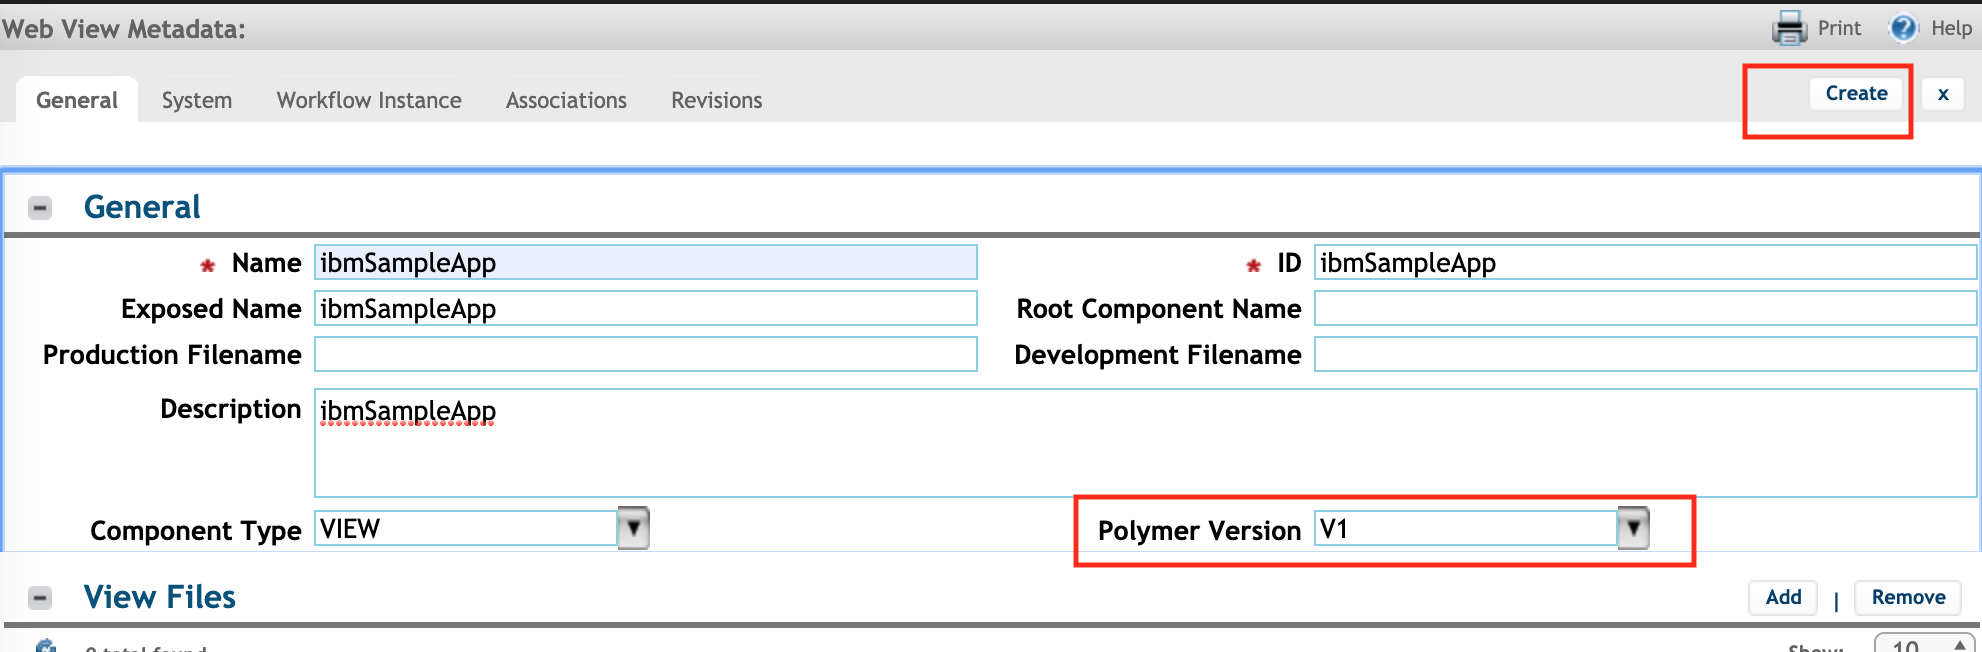 Web View Metadata:
Print
Help
General
System
Workflow Instance
Associations
Revisions
Create
x
General
* Name ibmSampleApp
* ID ibmSampleApp
Exposed Name ibmSampleApp
Root Component Name
Production Filename
Development Filename
Description ibmSampleApp
Component Type VIEW
Polymer Version V1
View Files
Add | Remove
0 total found
Show: 10